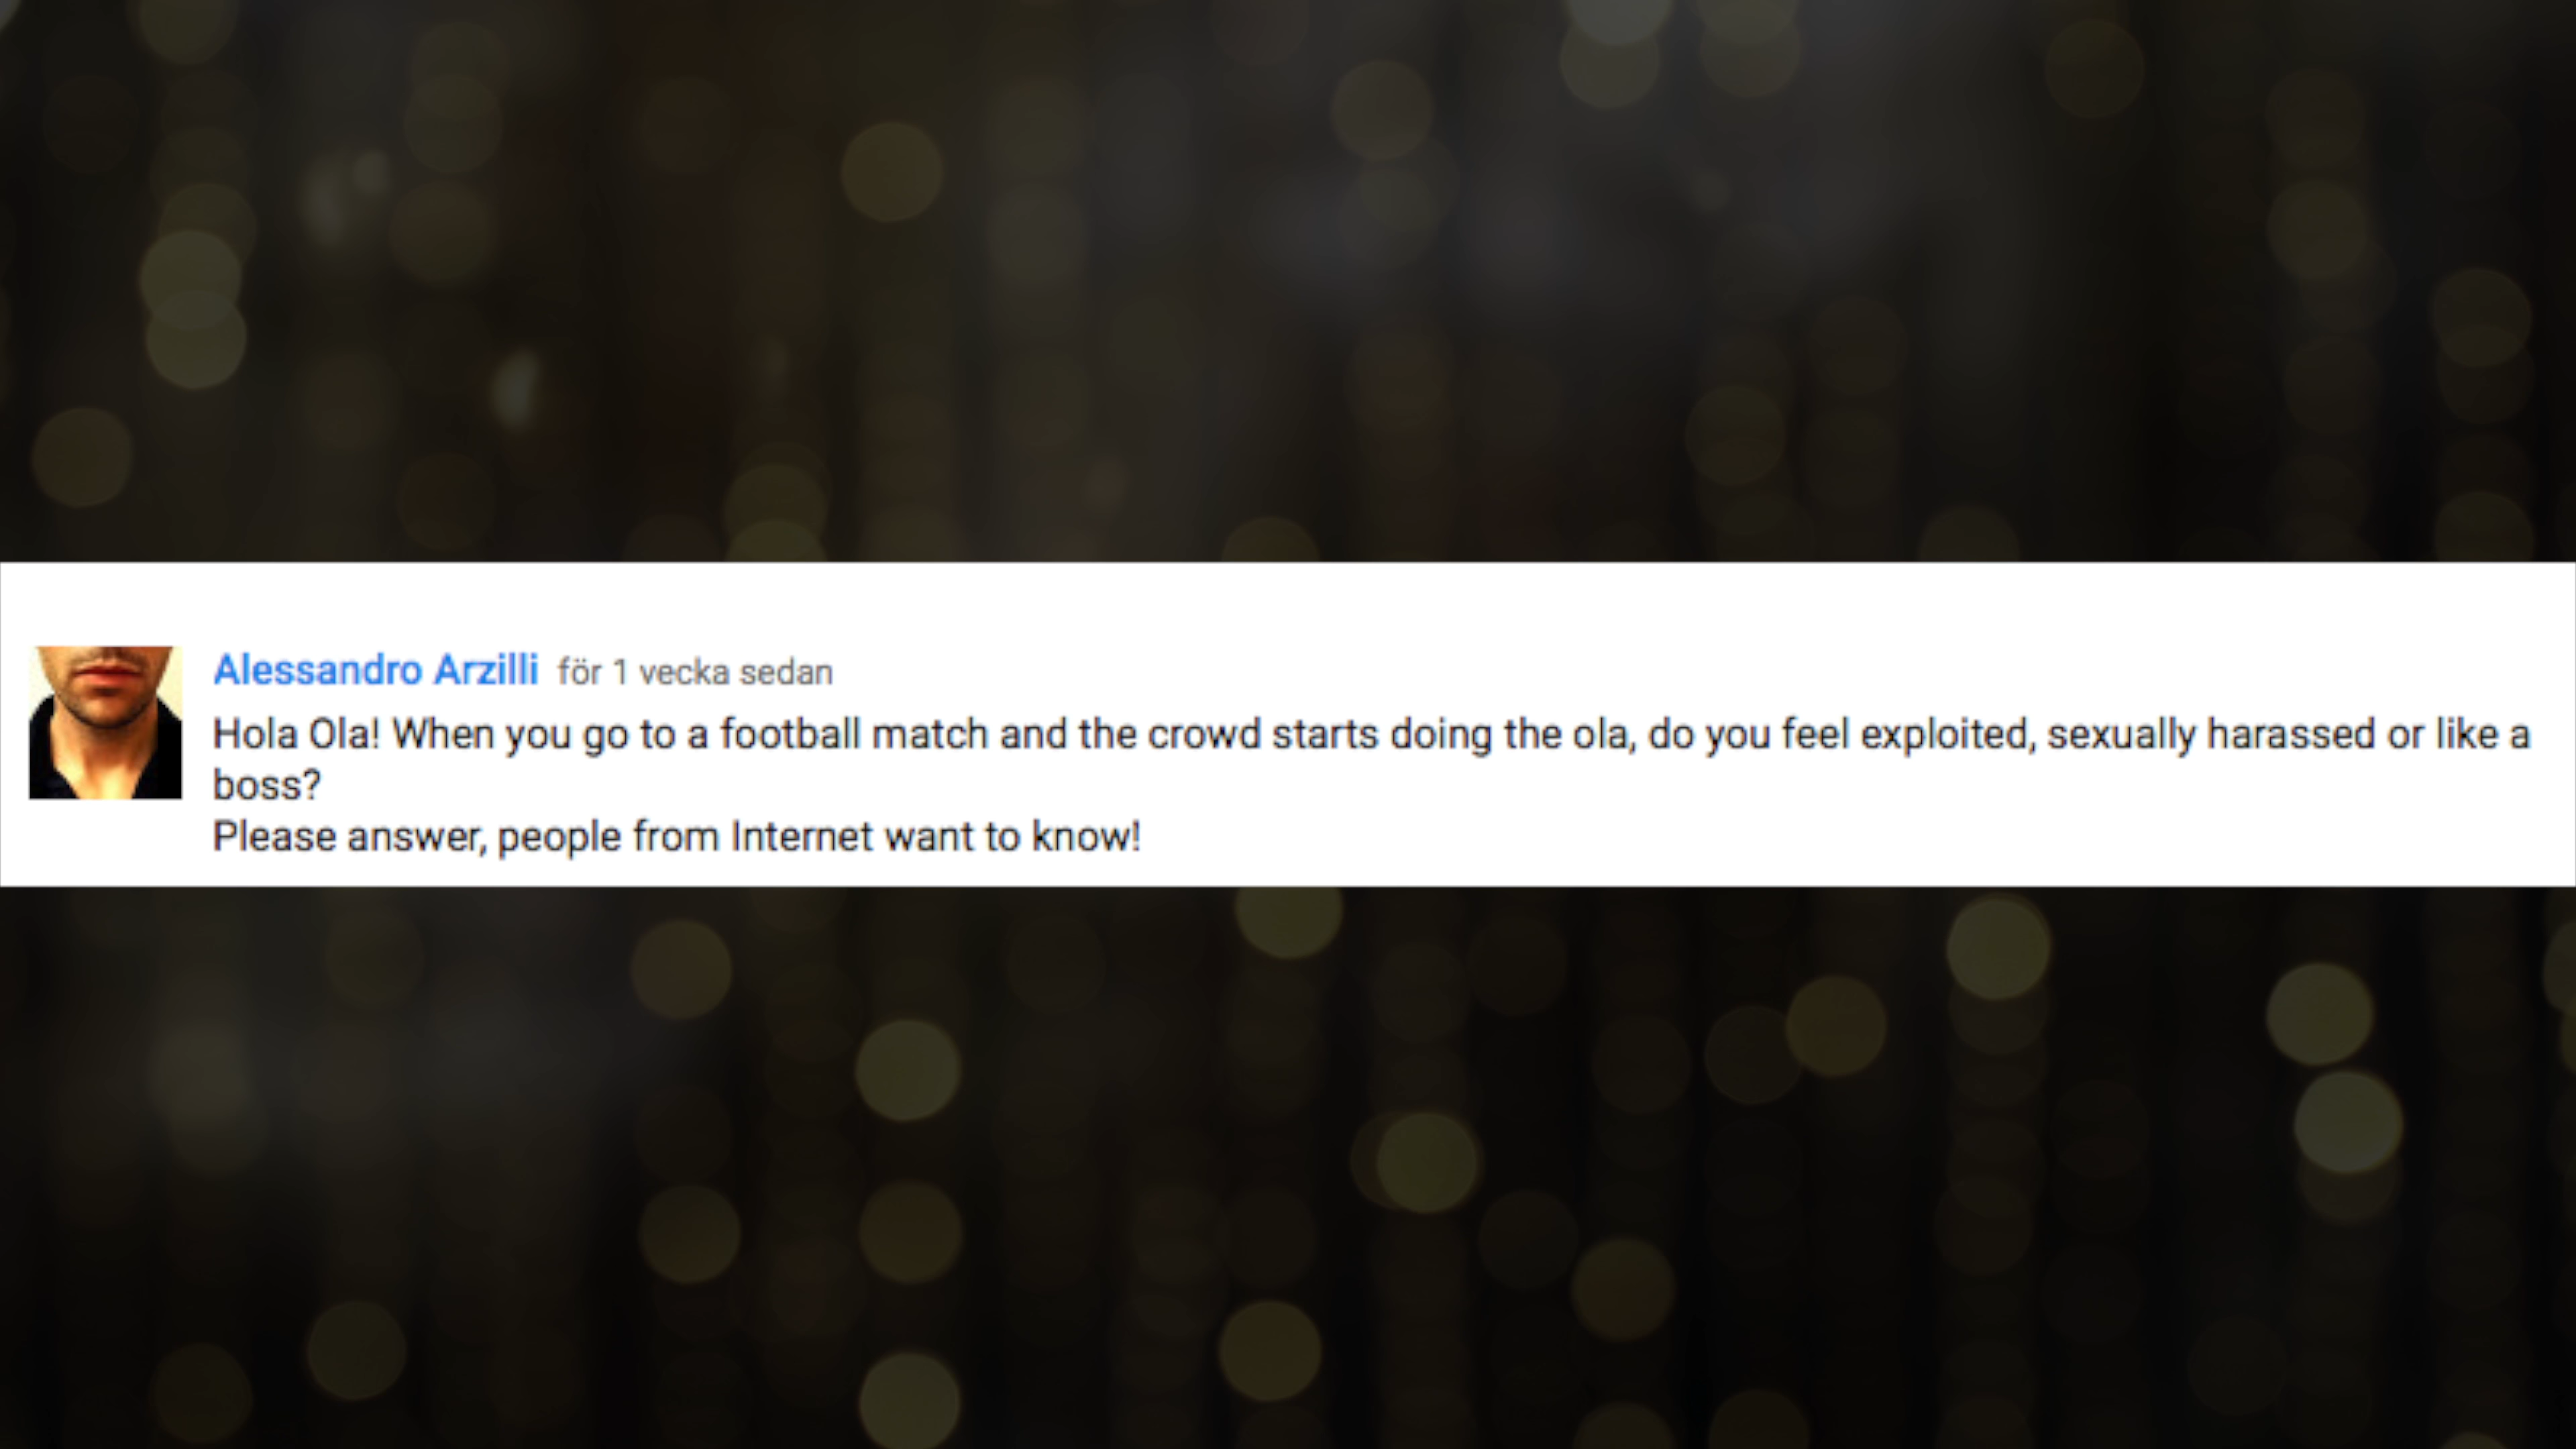 Alessandro Arzilli för 1 vecka sedan
Hola Ola! When you go to a football match and the crowd starts doing the ola, do you feel exploited, sexually harassed or like a
boss?
Please answer, people from Internet want to know!